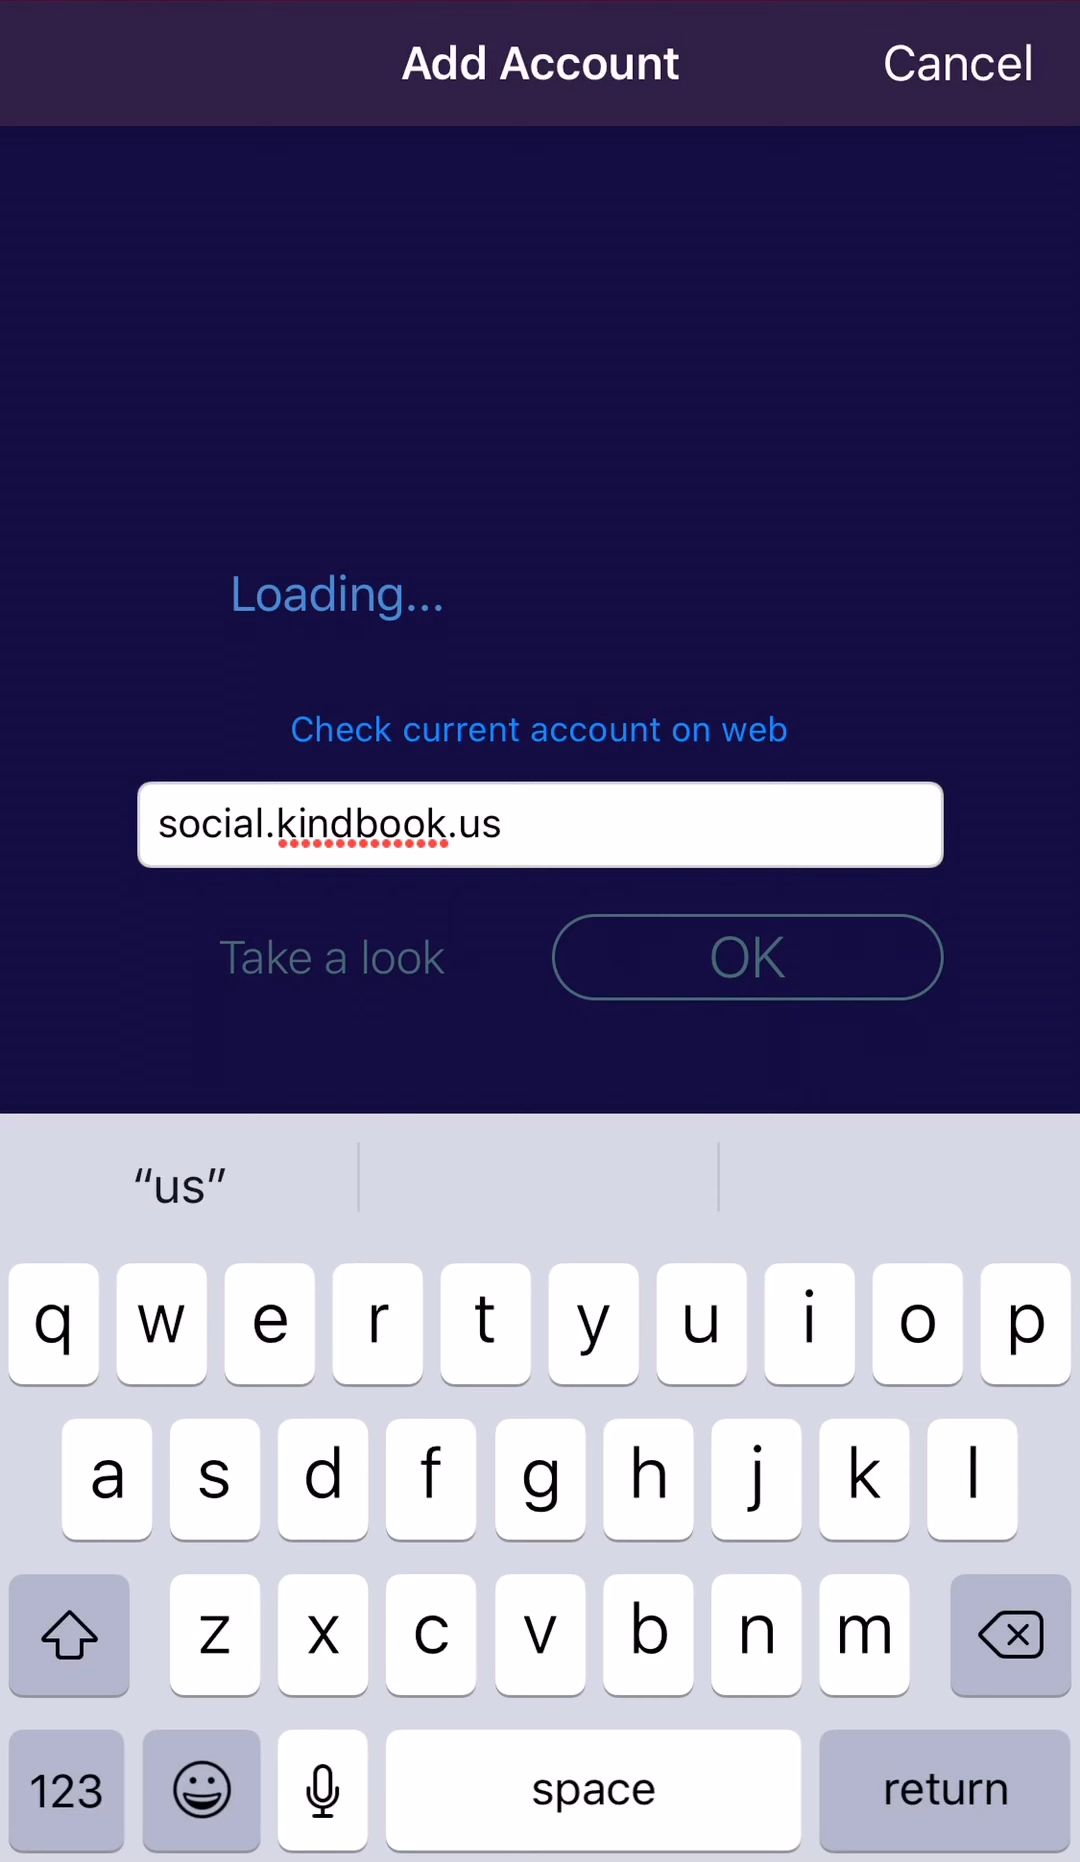 Add Account
Cancel
Loading...
Check current account on web
social.kindbook.us
Take a look
OK
“us”
q w e r t y u i o p
a s d f g h j k l
z x c v b n m
123 space return